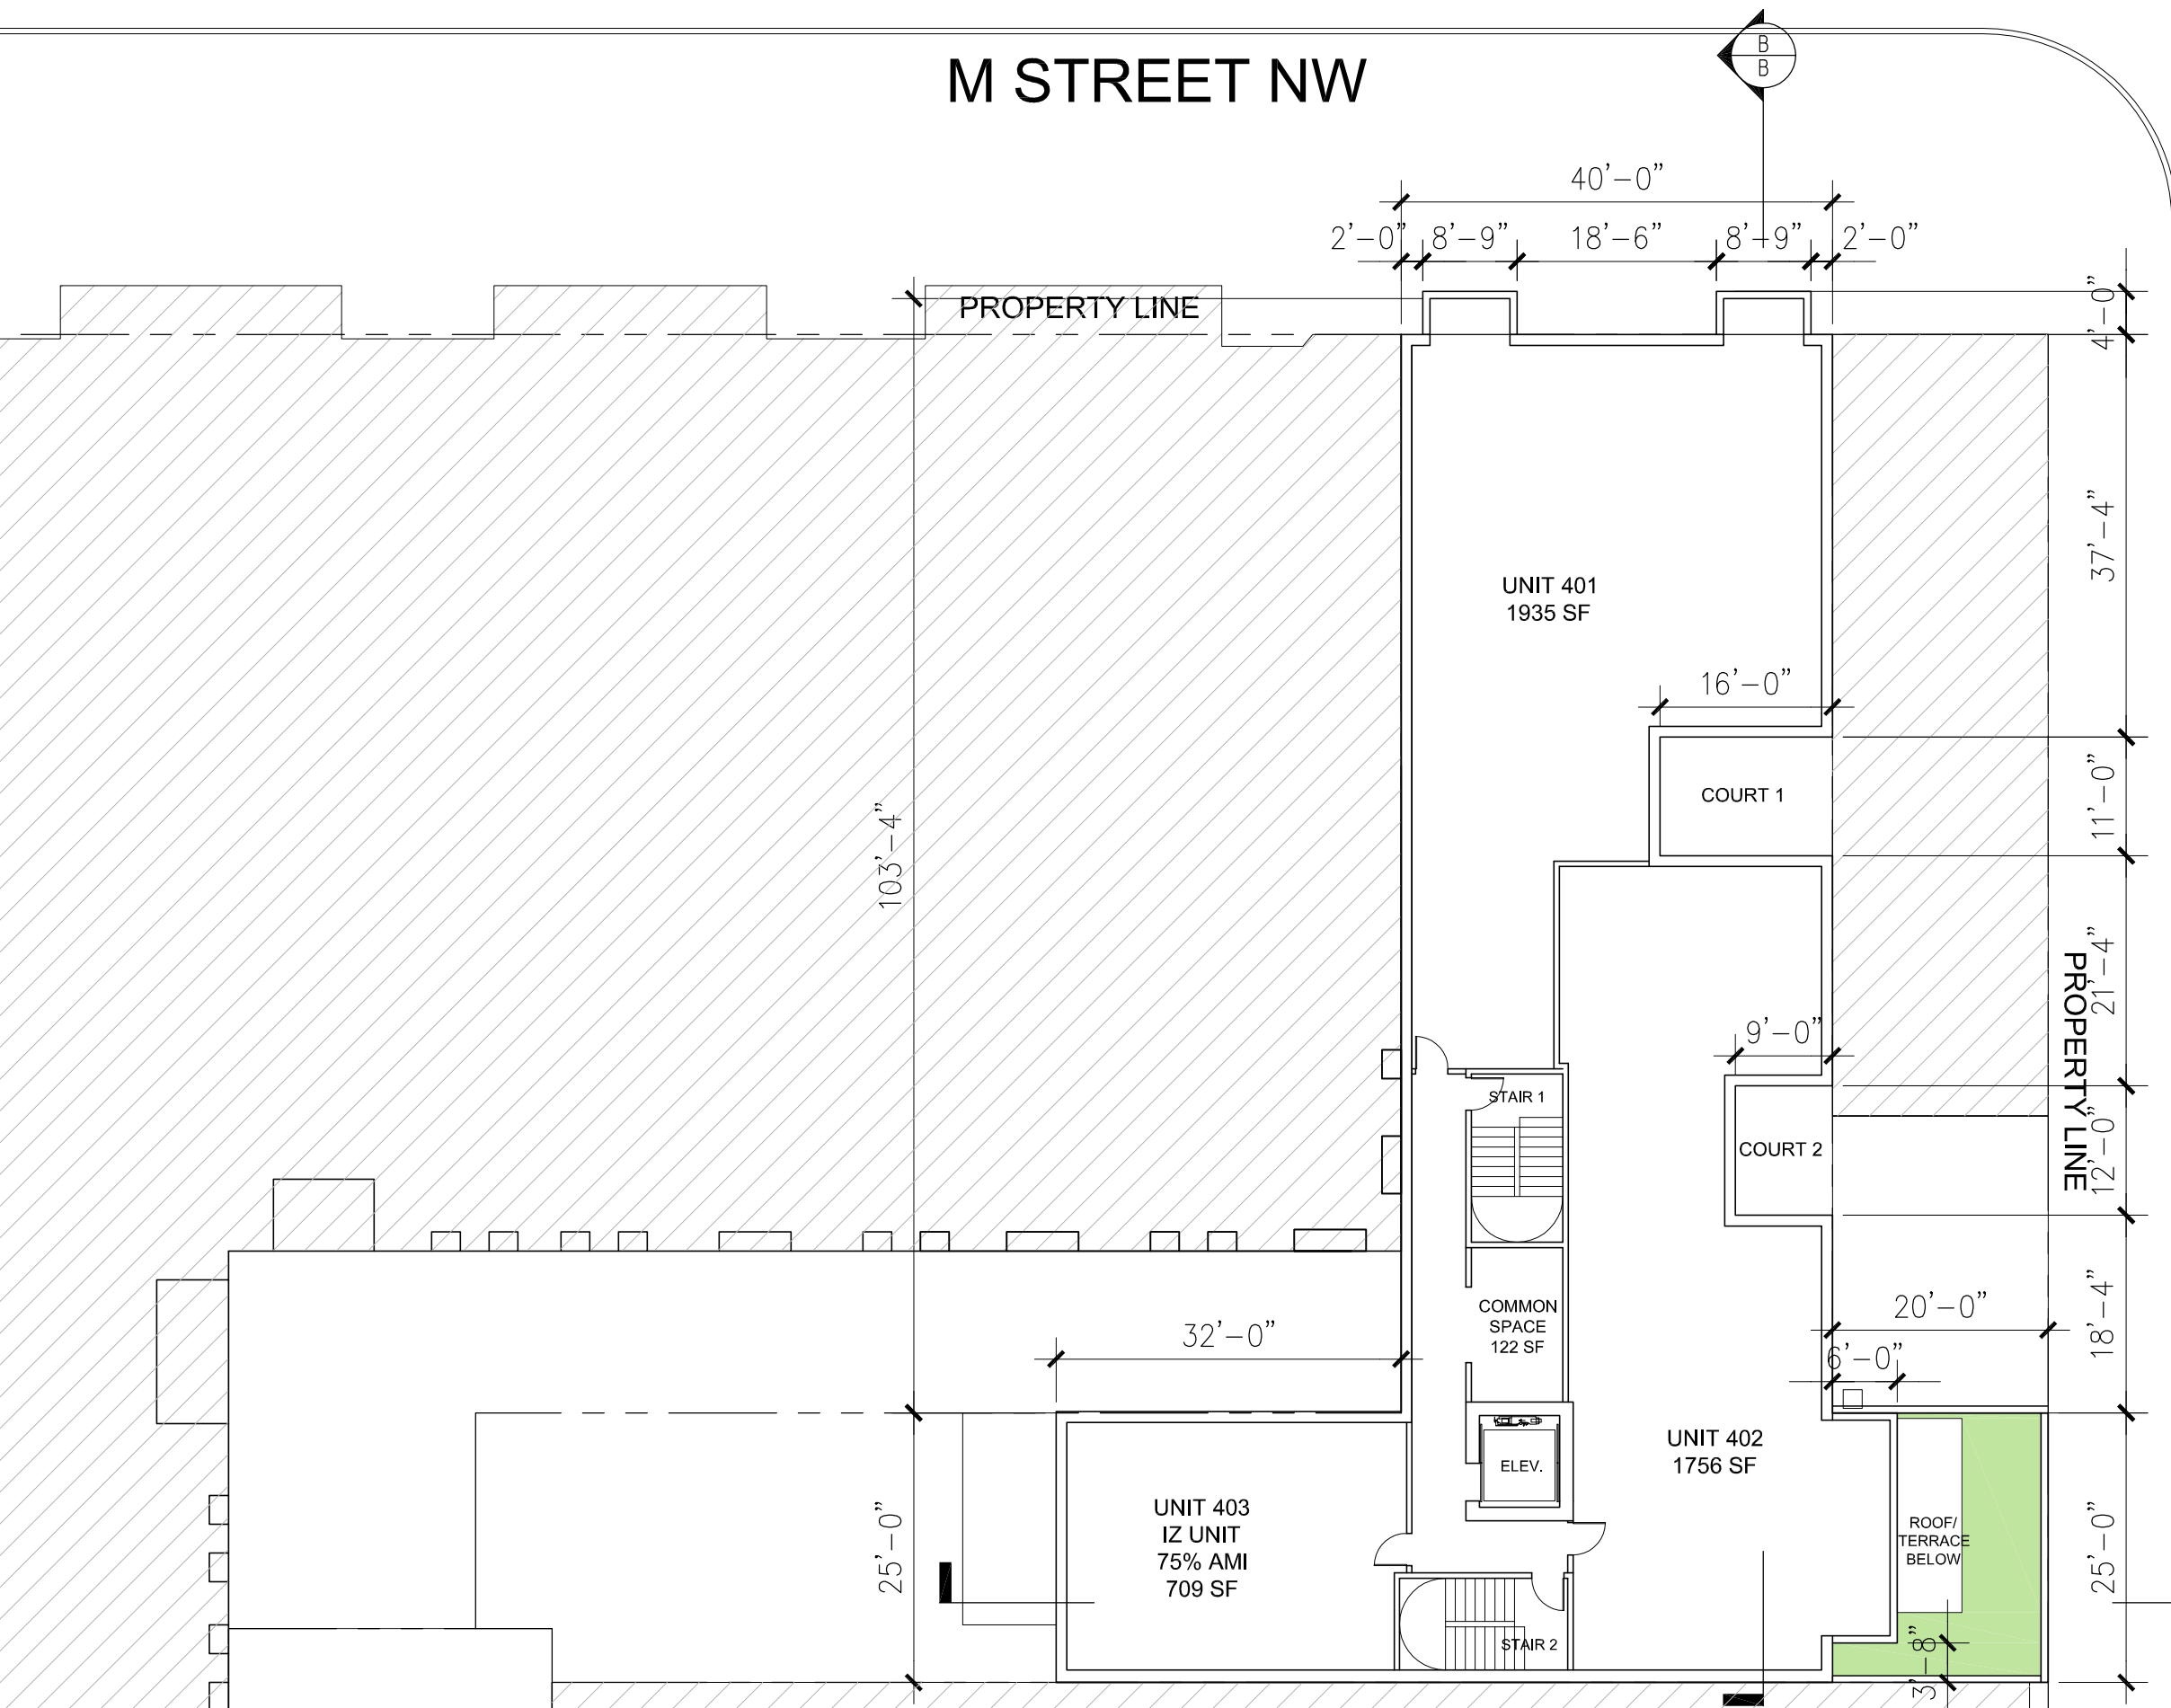 M STREET NW
B
B
40'-0"
2'-0"
8'-9"
18'-6"
8'-9"
2'-0"
PROPERTY LINE
4'-0"
37'-4"
UNIT 401
1935 SF
16'-0"
COURT 1
11'-0"
103'-4"
21'-4"
PROPERTY LINE
9'-0"
STAIR 1
COURT 2
12'-0"
COMMON
SPACE
122 SF
32'-0"
20'-0"
6'-0"
18'-4"
UNIT 402
1756 SF
ELEV.
UNIT 403
IZ UNIT
75% AMI
709 SF
25'-0"
ROOF/
TERRACE
BELOW
25'-0"
STAIR 2
3'-8"